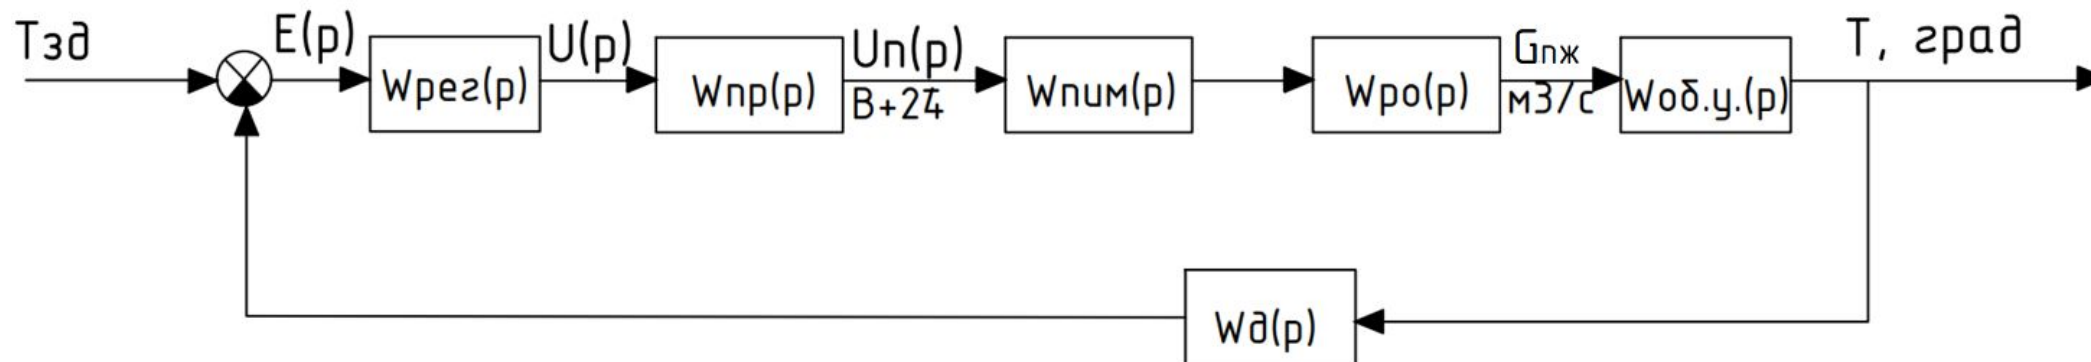 Tзд
E(p)
Wрег(p)
U(p)
Wпр(p)
Uп(p)
В+24
Wпим(p)
Wро(p)
Gпж
м3/с
Wоб.у.(p)
T, град
Wд(p)